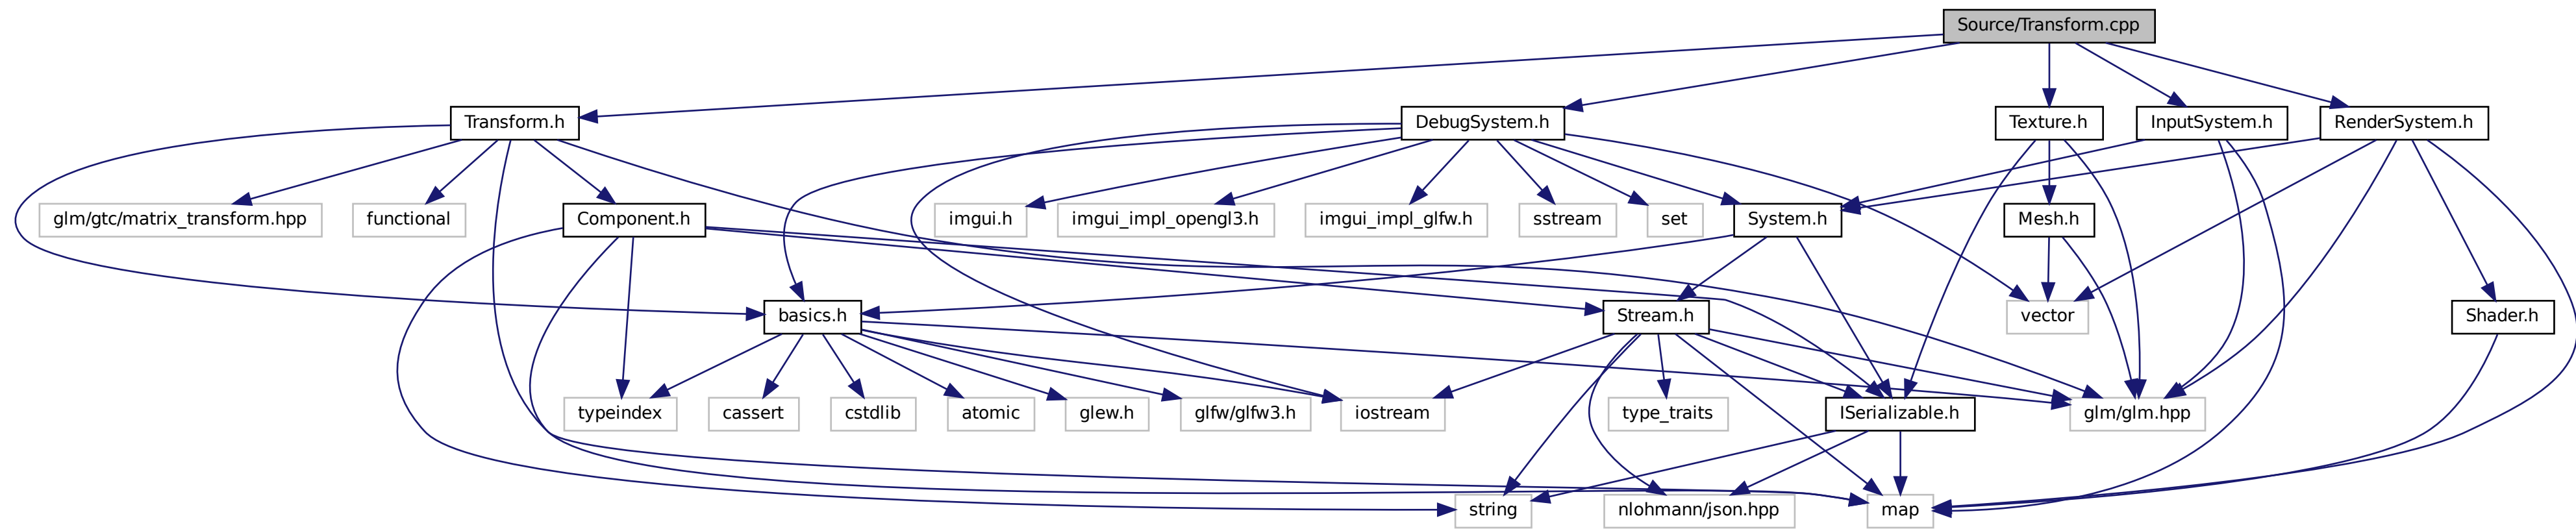 Source/Transform.cpp
Transform.h
DebugSystem.h
Texture.h
InputSystem.h
RenderSystem.h
glm/gtc/matrix_transform.hpp
functional
Component.h
imgui.h
imgui_impl_opengl3.h
imgui_impl_glfw.h
sstream
set
System.h
Mesh.h
basics.h
Stream.h
vector
Shader.h
typeindex
cassert
cstdlib
atomic
glew.h
glfw/glfw3.h
iostream
type_traits
ISerializable.h
glm/glm.hpp
string
nlohmann/json.hpp
map